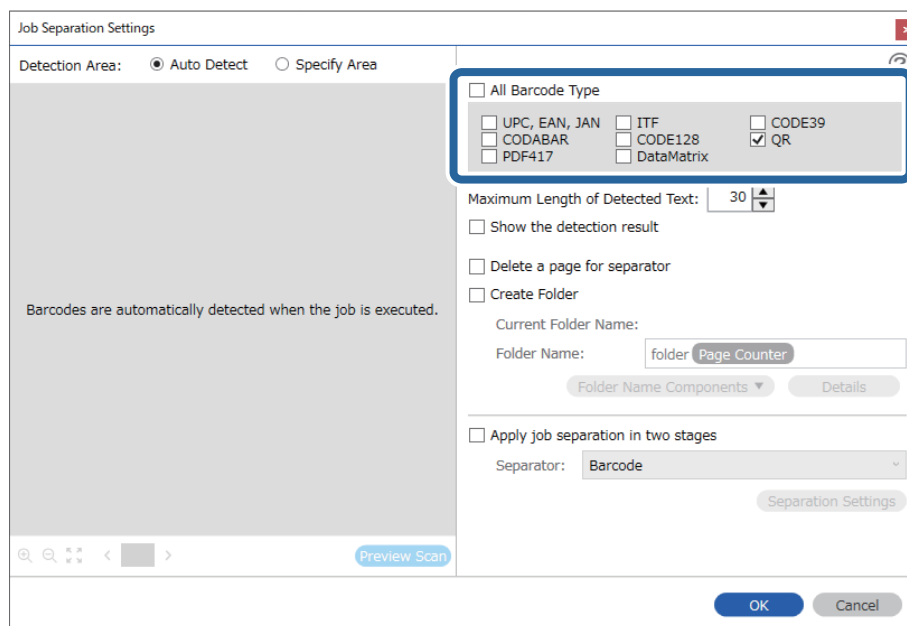 Job Separation Settings
Detection Area: Auto Detect Specify Area
All Barcode Type
UPC, EAN, JAN ITF CODE39
CODABAR CODE128 QR
PDF417 DataMatrix
Maximum Length of Detected Text: 30
Show the detection result
Delete a page for separator
Create Folder
Barcodes are automatically detected when the job is executed.
Current Folder Name:
Folder Name: folder Page Counter
Folder Name Components Details
Apply job separation in two stages
Separator: Barcode
Separation Settings
Preview Scan
OK Cancel